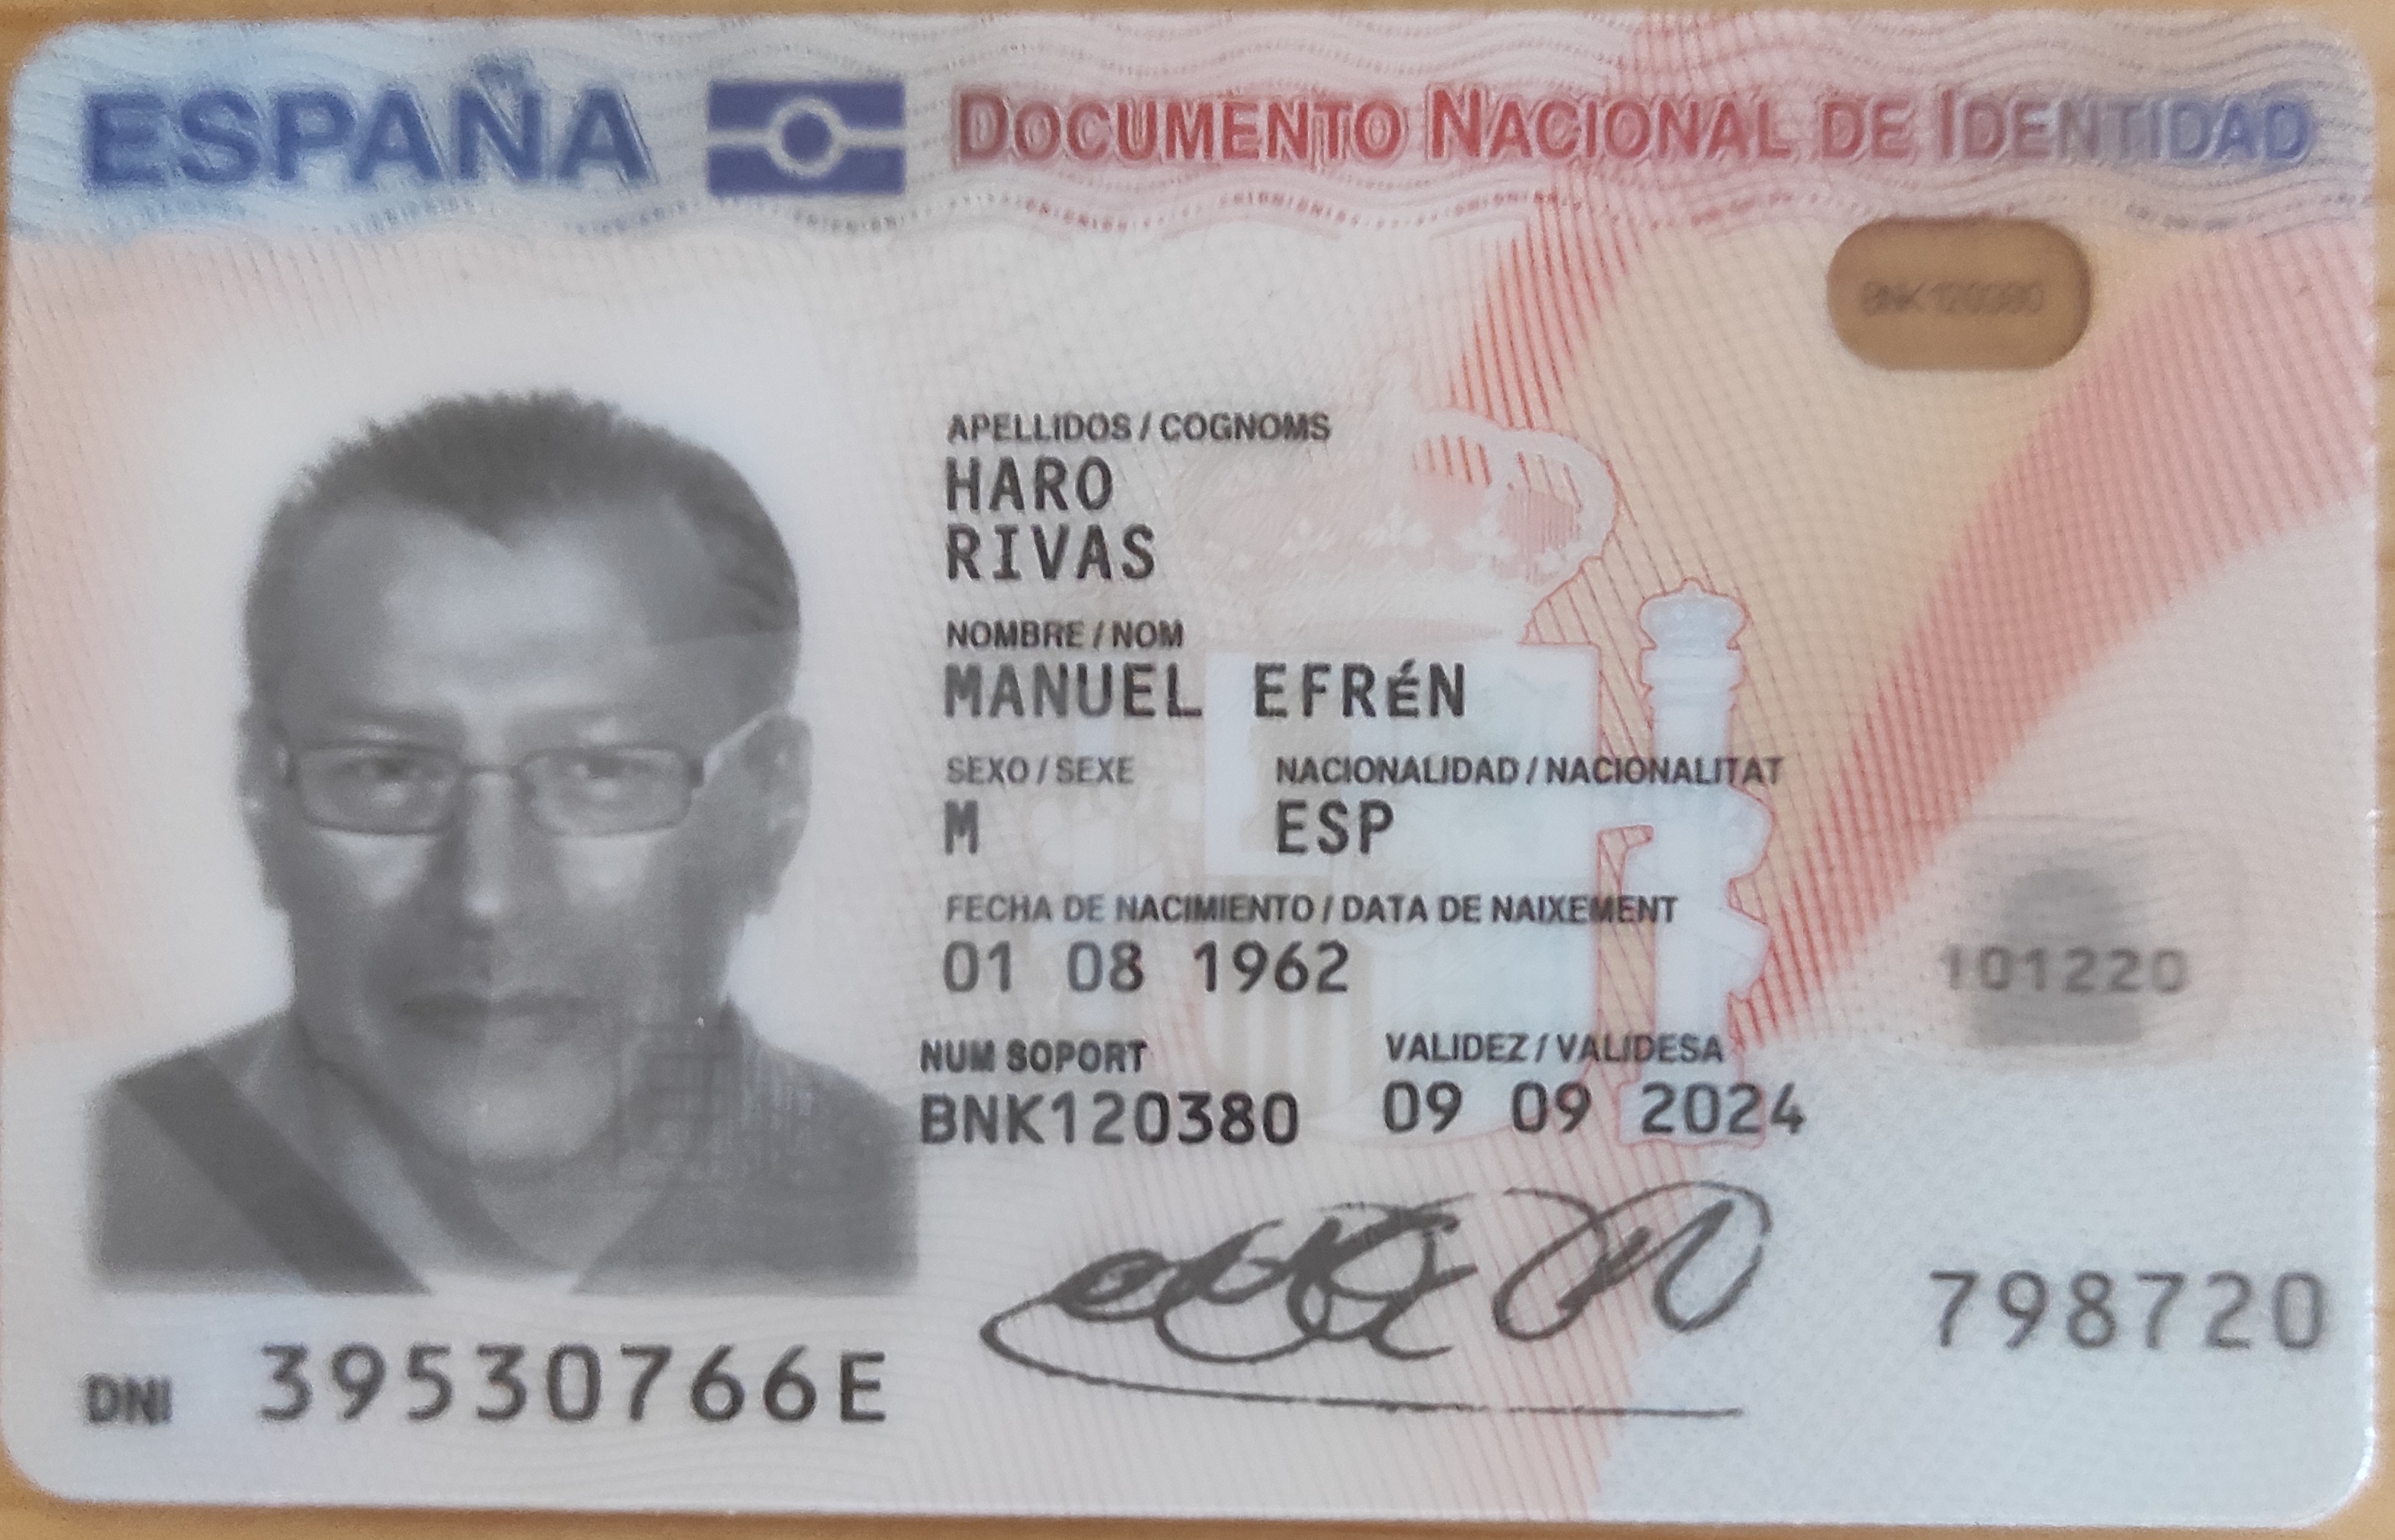 ESPAÑA DOCUMENTO NACIONAL DE IDENTIDAD
BNK120380
APELLIDOS / COGNOMS
HARO
RIVAS
NOMBRE / NOM
MANUEL EFRÉN
SEXO / SEXE NACIONALIDAD / NACIONALITAT
M ESP
FECHA DE NACIMIENTO / DATA DE NAIXEMENT
01 08 1962
101220
NUM SOPORT VALIDEZ / VALIDESA
BNK120380 09 09 2024
798720
DNI 39530766E